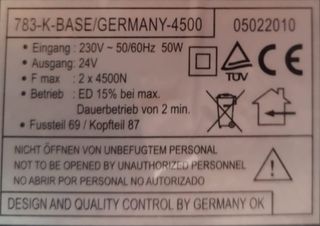 783-K-BASE/GERMANY-4500 05022010
• Eingang : 230V ~ 50/60Hz 50W
• Ausgang : 24V
• F max : 2 x 4500N
• Betrieb : ED 15% bei max.
Dauerbetrieb von 2 min.
• Fussteil 69 / Kopfteil 87
TÜV
CE
NICHT ÖFFNEN VON UNBEFUGTEM PERSONAL
NOT TO BE OPENED BY UNAUTHORIZED PERSONNEL
NO ABRIR POR PERSONAL NO AUTORIZADO
DESIGN AND QUALITY CONTROL BY GERMANY OK